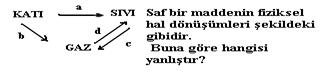 KATI a SIVI
b d c
GAZ
Saf bir maddenin fiziksel
hal dönüşümleri şekildeki
gibidir.
Buna göre hangisi
yanlıştır?